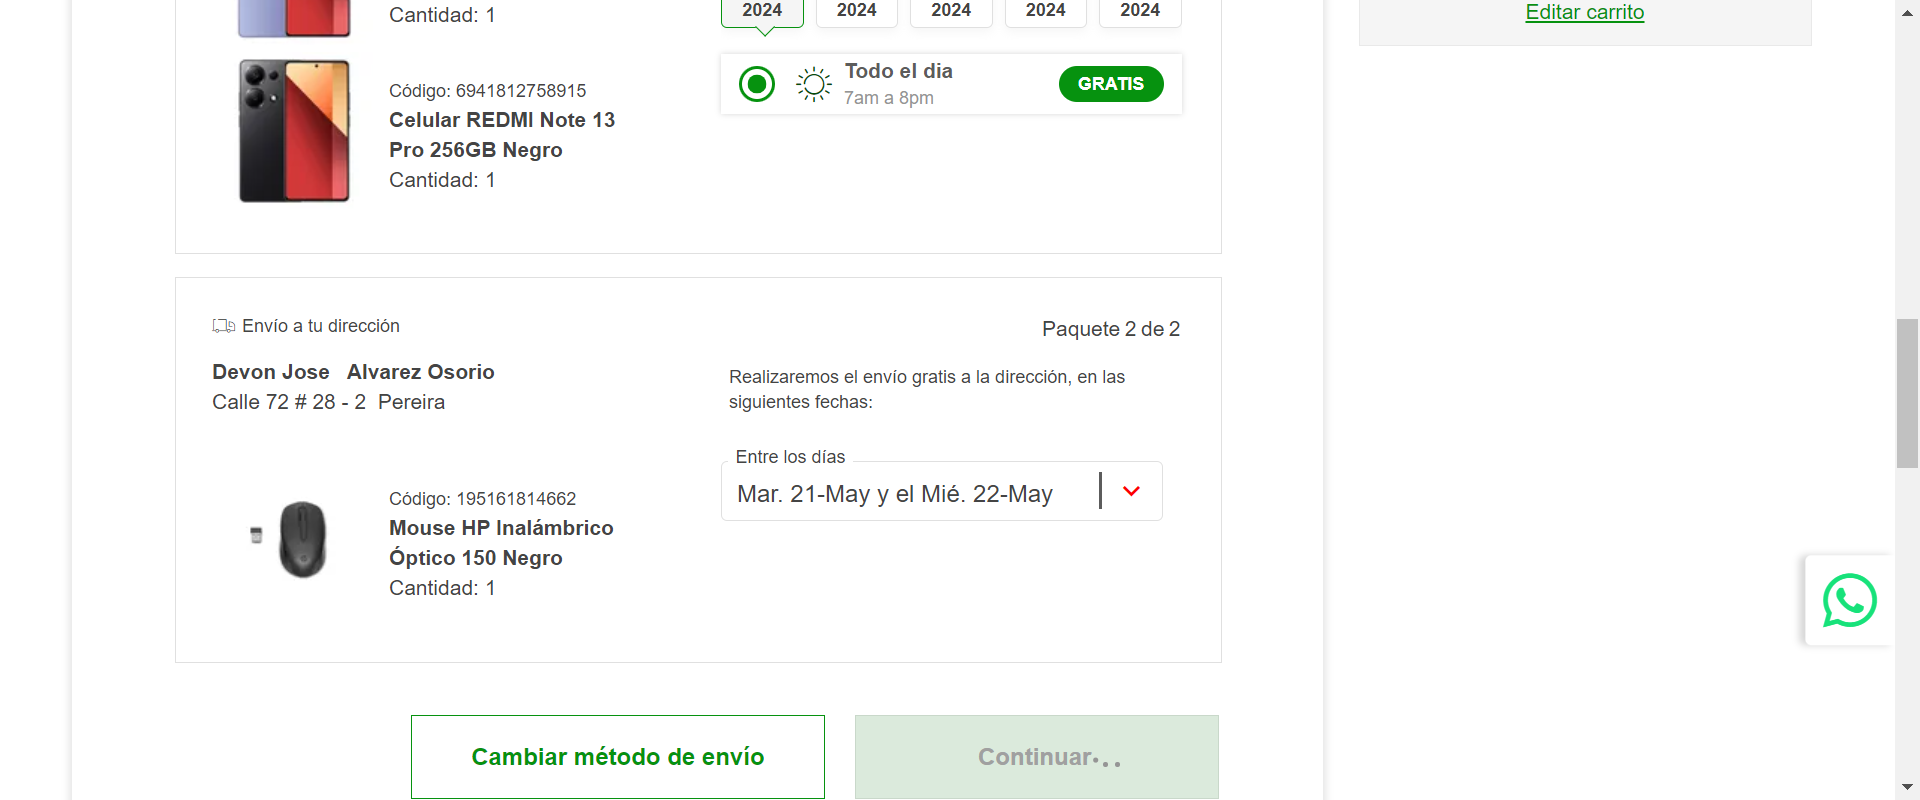 Cantidad: 1
2024 2024 2024 2024 2024
Editar carrito
Todo el dia
7am a 8pm
GRATIS
Código: 6941812758915
Celular REDMI Note 13
Pro 256GB Negro
Cantidad: 1
Envío a tu dirección
Paquete 2 de 2
Devon Jose Alvarez Osorio
Calle 72 # 28 - 2 Pereira
Realizaremos el envío gratis a la dirección, en las
siguientes fechas:
Entre los días
Mar. 21-May y el Mié. 22-May
Código: 195161814662
Mouse HP Inalámbrico
Óptico 150 Negro
Cantidad: 1
Cambiar método de envío
Continuar...